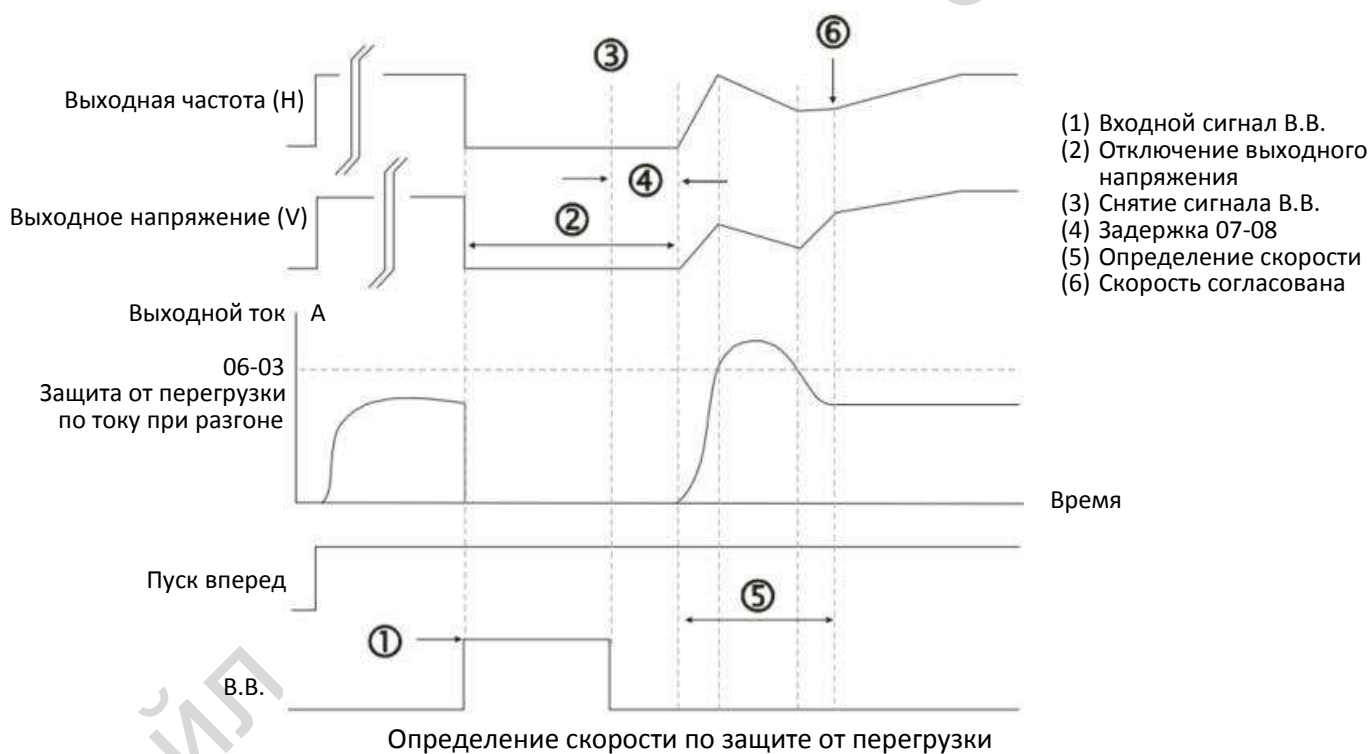 ⑥
③
Выходная частота (H)
④
Выходное напряжение (V)
②
(1) Входной сигнал B.B.
(2) Отключение выходного
напряжения
(3) Снятие сигнала B.B.
(4) Задержка 07-08
(5) Определение скорости
(6) Скорость согласована
Выходной ток A
06-03
Защита от перегрузки
по току при разгоне
Время
Пуск вперед
⑤
①
B.B.
Определение скорости по защите от перегрузки